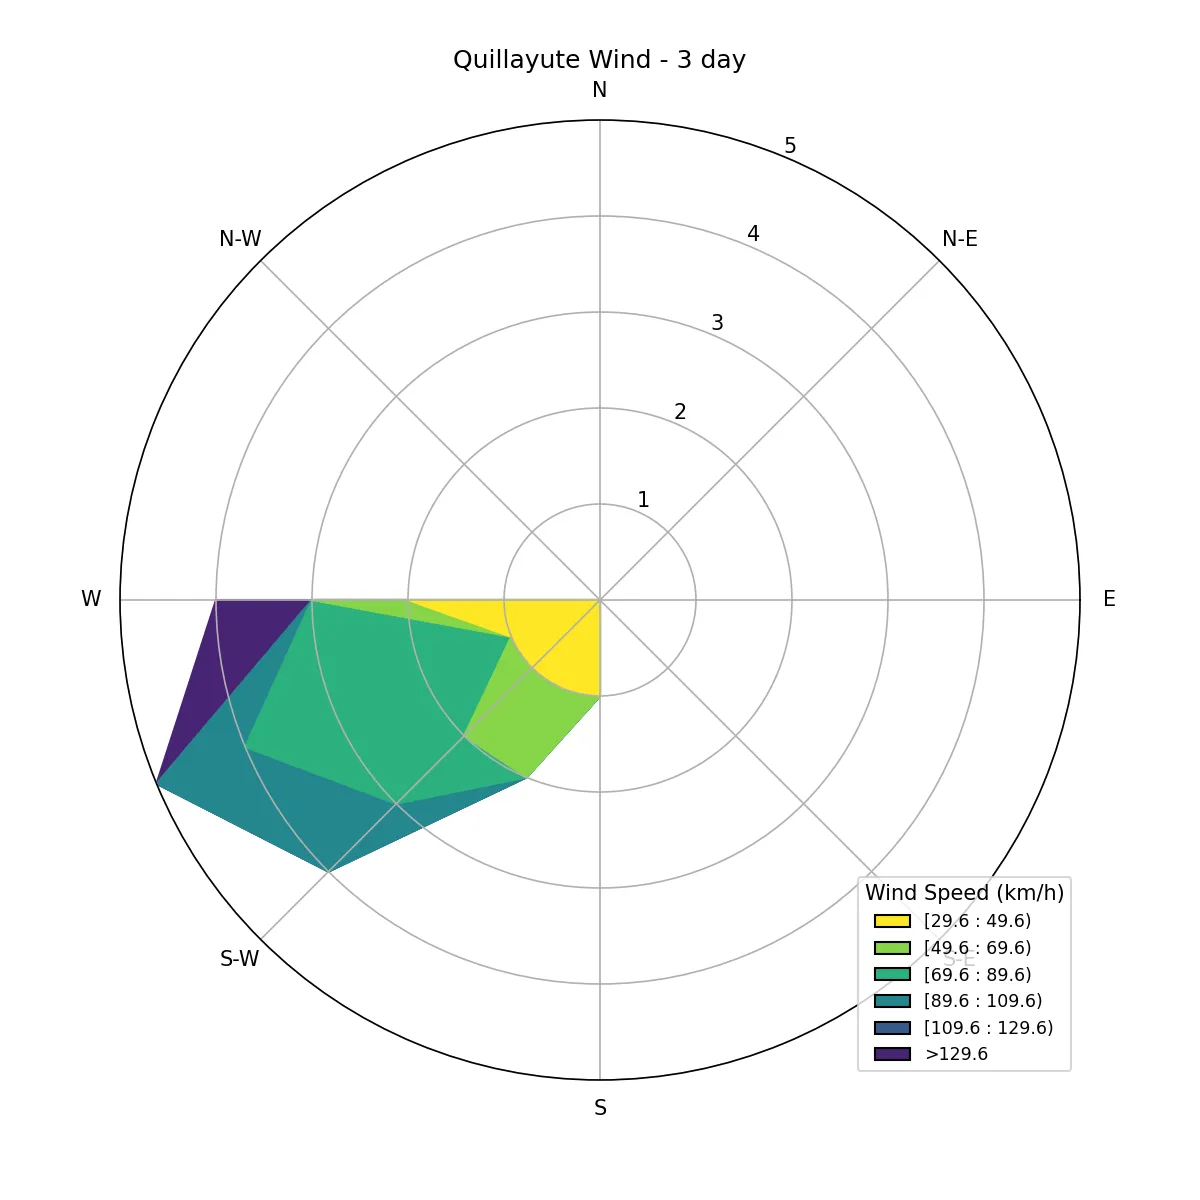 Quillayute Wind - 3 day
N
5
N-W
N-E
4
3
2
1
W
E
S-W
S-E
S
Wind Speed (km/h)
[29.6 : 49.6)
[49.6 : 69.6)
[69.6 : 89.6)
[89.6 : 109.6)
[109.6 : 129.6)
>129.6